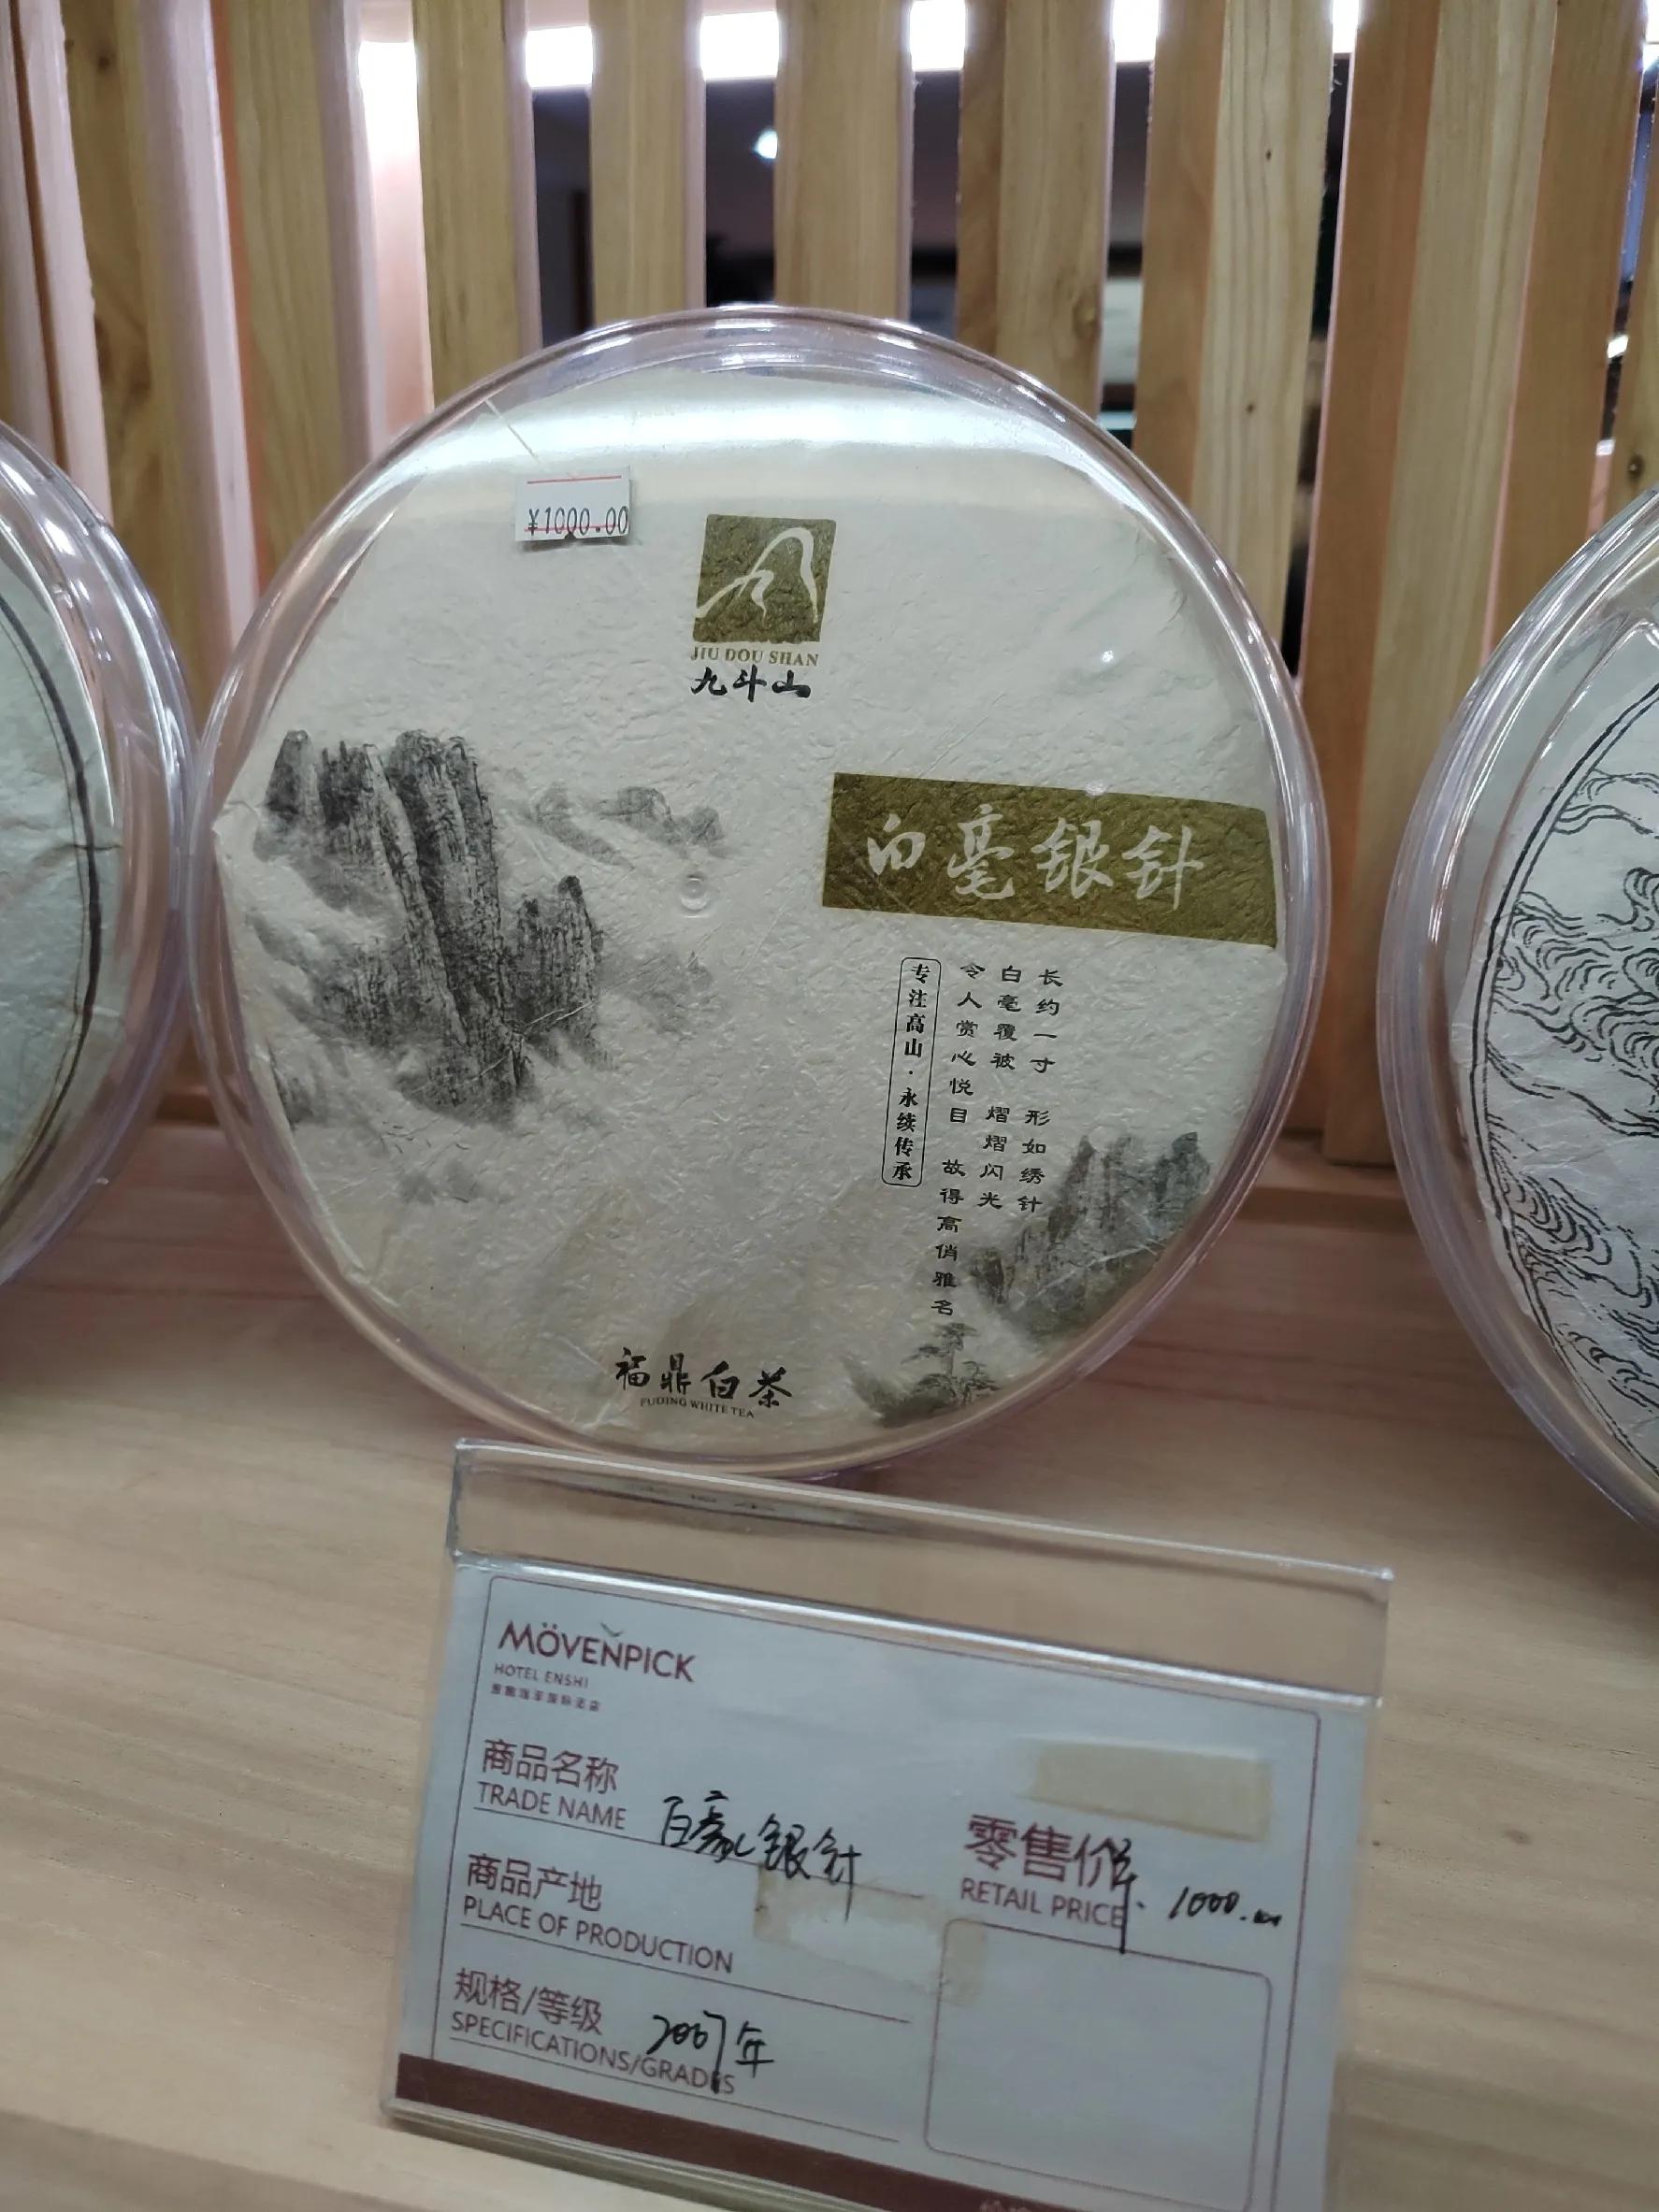 ¥1000.00
JIU DOU SHAN
九斗山
白毫银针
长约一寸 形如绣针
白毫覆被 熠熠闪光
令人赏心悦目 故得高俏雅名
专注高山·永续传承
福鼎白茶
FUDING WHITE TEA
MÖVENPICK
HOTEL ENSHI
商品名称
TRADE NAME 白毫银针
零售价
RETAIL PRICE 1000.
商品产地
PLACE OF PRODUCTION
规格/等级 2007年
SPECIFICATIONS/GRADES